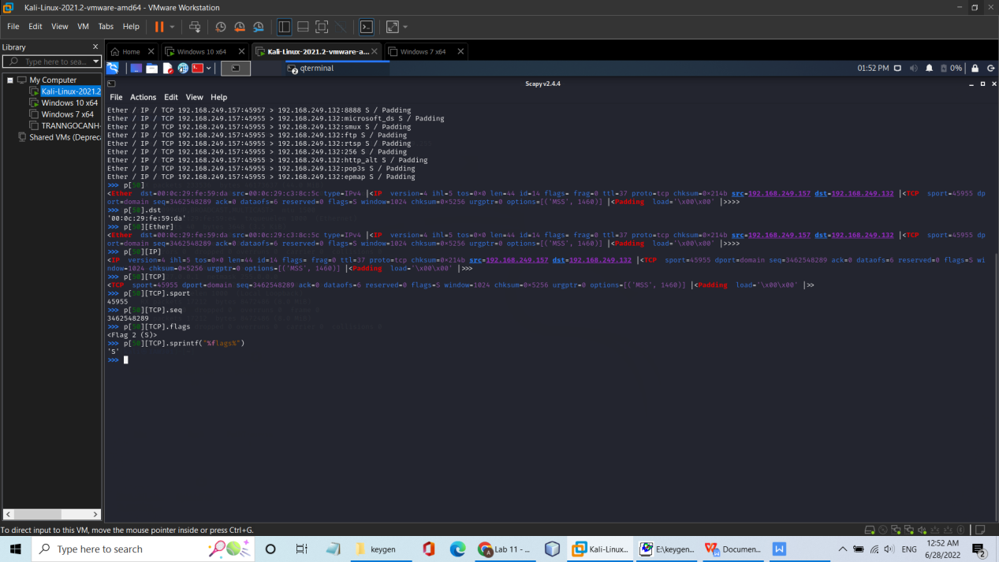 Kali-Linux-2021.2-vmware-amd64 - VMware Workstation
File Edit View VM Tabs Help
Library
Type here to sea...
My Computer
Kali-Linux-2021.2
Windows 10 x64
Windows 7 x64
TRANNGOCANH-
Shared VMs (Depreca
Home
Windows 10 x64
Kali-Linux-2021.2-vmware-a...
Windows 7 x64
qterminal
01:52 PM
0%
Scapy v2.4.4
File Actions Edit View Help
Ether / IP / TCP 192.168.249.157:45957 > 192.168.249.132:8888 S / Padding
Ether / IP / TCP 192.168.249.157:45955 > 192.168.249.132:microsoft_ds S / Padding
Ether / IP / TCP 192.168.249.157:45955 > 192.168.249.132:smux S / Padding
Ether / IP / TCP 192.168.249.157:45955 > 192.168.249.132:ftp S / Padding
Ether / IP / TCP 192.168.249.157:45955 > 192.168.249.132:rtsp S / Padding
Ether / IP / TCP 192.168.249.157:45955 > 192.168.249.132:256 S / Padding
Ether / IP / TCP 192.168.249.157:45955 > 192.168.249.132:http_alt S / Padding
Ether / IP / TCP 192.168.249.157:45955 > 192.168.249.132:pop3s S / Padding
Ether / IP / TCP 192.168.249.157:45955 > 192.168.249.132:epmap S / Padding
>>> p[50]
<Ether dst=00:0c:29:fe:59:da src=00:0c:29:c3:8c:5c type=IPv4 |<IP version=4 ihl=5 tos=0x0 len=44 id=14 flags= frag=0 ttl=37 proto=tcp chksum=0x214b src=192.168.249.157 dst=192.168.249.132 |<TCP sport=45955 dp
ort=domain seq=3462548289 ack=0 dataofs=6 reserved=0 flags=S window=1024 chksum=0x5256 urgptr=0 options=[('MSS', 1460)] |<Padding load='\x00\x00' |>>>>
>>> p[50].dst
'00:0c:29:fe:59:da'
>>> p[50][Ether]
<Ether dst=00:0c:29:fe:59:da src=00:0c:29:c3:8c:5c type=IPv4 |<IP version=4 ihl=5 tos=0x0 len=44 id=14 flags= frag=0 ttl=37 proto=tcp chksum=0x214b src=192.168.249.157 dst=192.168.249.132 |<TCP sport=45955 dp
ort=domain seq=3462548289 ack=0 dataofs=6 reserved=0 flags=S window=1024 chksum=0x5256 urgptr=0 options=[('MSS', 1460)] |<Padding load='\x00\x00' |>>>>
>>> p[50][IP]
<IP version=4 ihl=5 tos=0x0 len=44 id=14 flags= frag=0 ttl=37 proto=tcp chksum=0x214b src=192.168.249.157 dst=192.168.249.132 |<TCP sport=45955 dport=domain seq=3462548289 ack=0 dataofs=6 reserved=0 flags=S wi
ndow=1024 chksum=0x5256 urgptr=0 options=[('MSS', 1460)] |<Padding load='\x00\x00' |>>>
>>> p[50][TCP]
<TCP sport=45955 dport=domain seq=3462548289 ack=0 dataofs=6 reserved=0 flags=S window=1024 chksum=0x5256 urgptr=0 options=[('MSS', 1460)] |<Padding load='\x00\x00' |>>
>>> p[50][TCP].sport
45955
>>> p[50][TCP].seq
3462548289
>>> p[50][TCP].flags
<Flag 2 (S)>
>>> p[50][TCP].sprintf("%flags%")
'S'
>>>
To direct input to this VM, move the mouse pointer inside or press Ctrl+G.
Type here to search
keygen
Lab 11 - ...
Kali-Linux...
E:\keygen...
Documen...
ENG
12:52 AM
6/28/2022
2